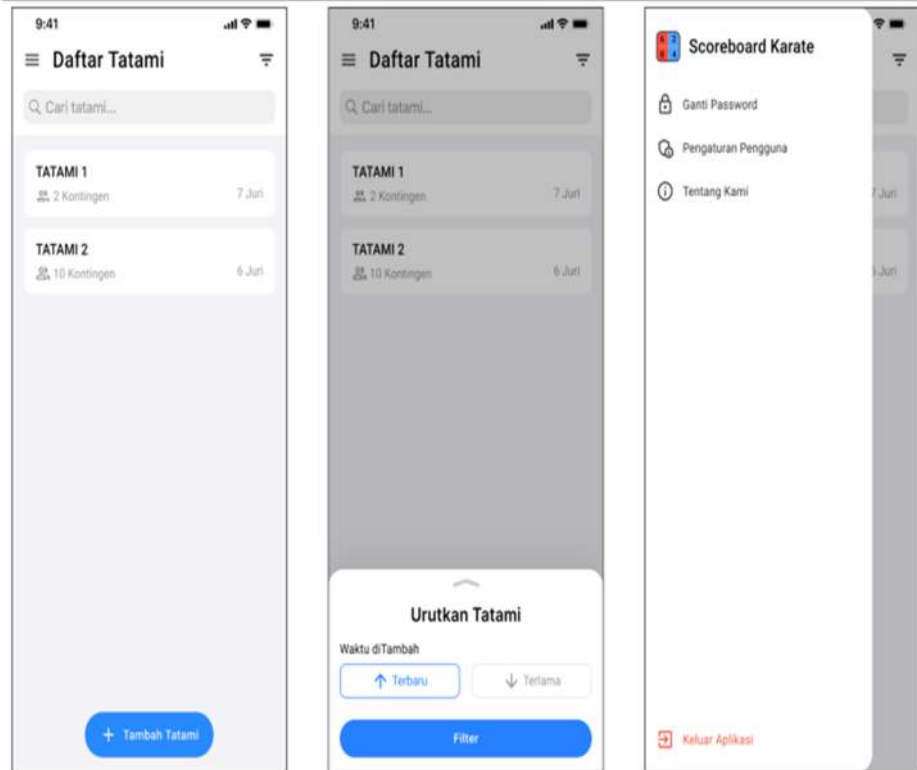 9:41
Daftar Tatami
Cari tatami...
TATAMI 1
2 Kontingen
7 Juri
TATAMI 2
10 Kontingen
6 Juri
+ Tambah Tatami
9:41
Daftar Tatami
Cari tatami...
TATAMI 1
2 Kontingen
7 Juri
TATAMI 2
10 Kontingen
6 Juri
Urutkan Tatami
Waktu diTambah
Terbaru
Terlama
Filter
Scoreboard Karate
Ganti Password
Pengaturan Pengguna
Tentang Kami
Juri
Juri
Keluar Aplikasi